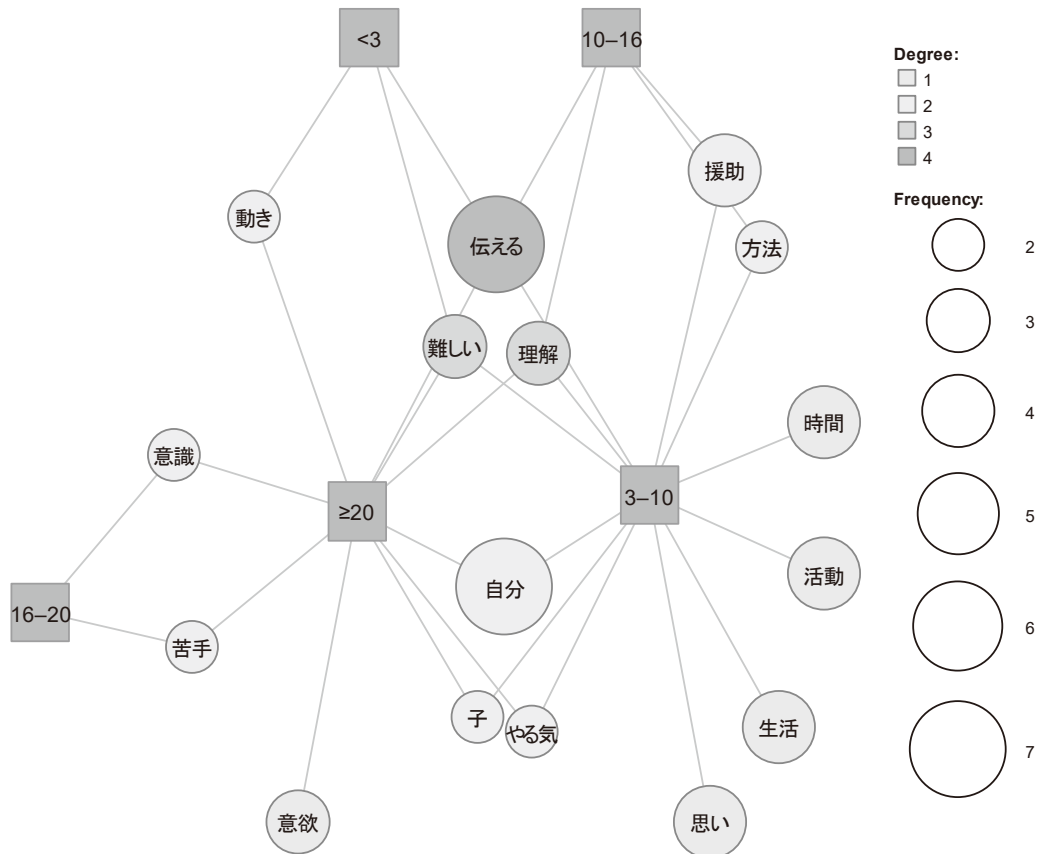 <3
10–16
Degree:
1
2
3
4
援助
Frequency:
動き
伝える
方法
2
3
難しい
理解
4
時間
意識
3–10
≥20
5
活動
自分
16–20
6
苦手
子
やる気
生活
7
意欲
思い